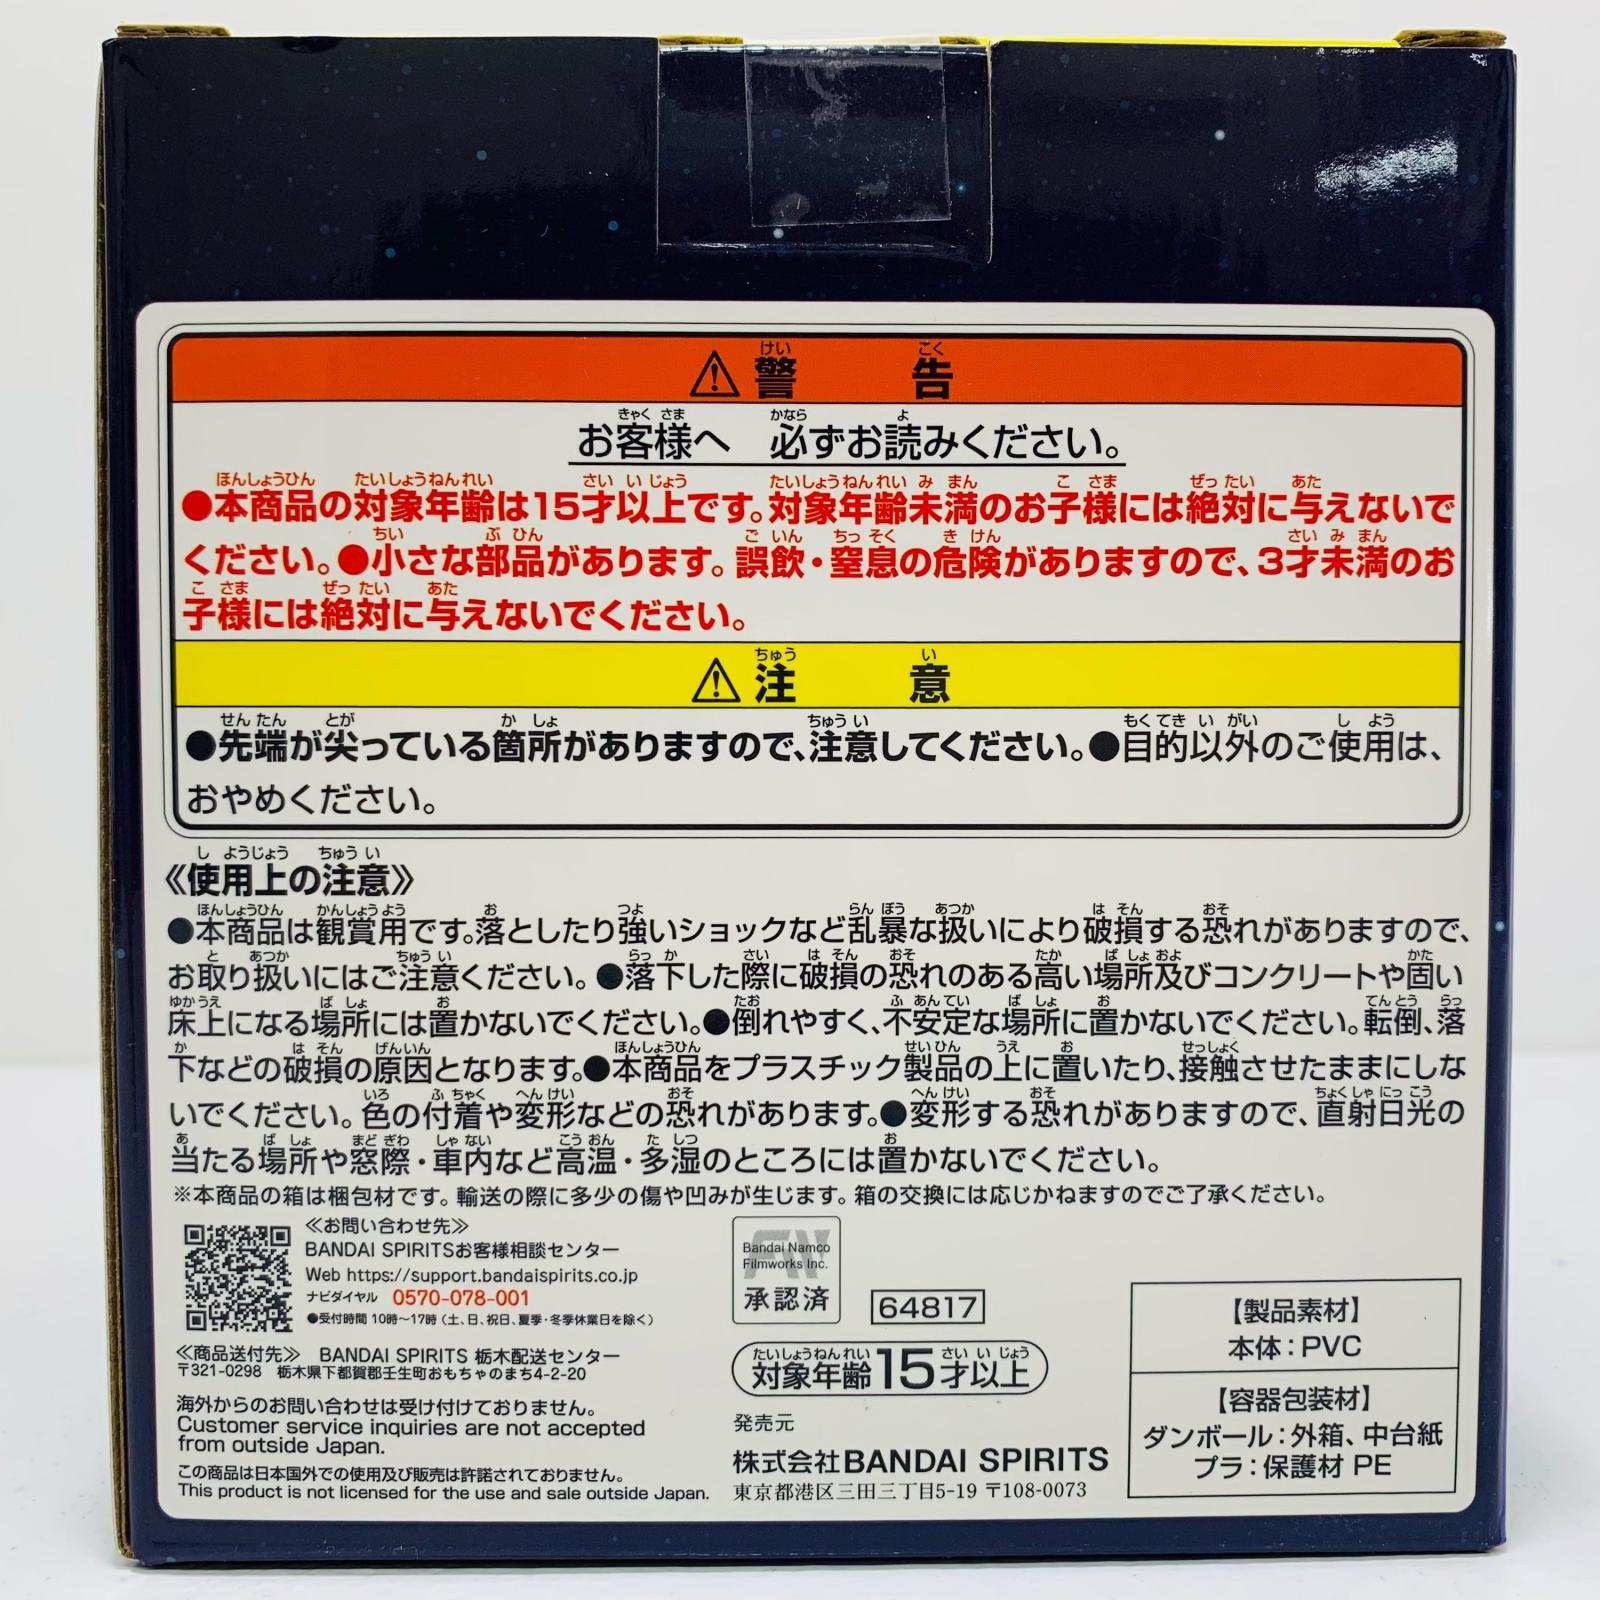 ⚠警告
お客様へ 必ずお読みください。
●本商品の対象年齢は15才以上です。対象年齢未満のお子様には絶対に与えないで
ください。●小さな部品があります。誤飲・窒息の危険がありますので、3才未満のお
子様には絶対に与えないでください。
⚠注意
●先端が尖っている箇所がありますので、注意してください。●目的以外のご使用は、
おやめください。
《使用上の注意》
●本商品は観賞用です。落としたり強いショックなど乱暴な扱いにより破損する恐れがありますので、
お取り扱いにはご注意ください。●落下した際に破損の恐れのある高い場所及びコンクリートや固い
床上になる場所には置かないでください。●倒れやすく、不安定な場所に置かないでください。転倒、落
下などの破損の原因となります。●本商品をプラスチック製品の上に置いたり、接触させたままにしな
いでください。色の付着や変形などの恐れがあります。●変形する恐れがありますので、直射日光の
当たる場所や窓際・車内など高温・多湿のところには置かないでください。
※本商品の箱は梱包材です。輸送の際に多少の傷や凹みが生じます。箱の交換には応じかねますのでご了承ください。
≪お問い合わせ先≫
BANDAI SPIRITSお客様相談センター
Web https://support.bandaispirits.co.jp
ナビダイヤル 0570-078-001
●受付時間 10時〜17時（土、日、祝日、夏季・冬季休業日を除く）
≪商品送付先≫ BANDAI SPIRITS 栃木配送センター
〒321-0298 栃木県下都賀郡壬生町おもちゃのまち4-2-20
海外からのお問い合わせは受け付けておりません。
Customer service inquiries are not accepted
from outside Japan.
この商品は日本国外での使用及び販売は許諾されておりません。
This product is not licensed for the use and sale outside Japan.
FW
Bandai Namco
Filmworks Inc.
承認済
64817
対象年齢15才以上
発売元
株式会社BANDAI SPIRITS
東京都港区三田三丁目5-19 〒108-0073
【製品素材】
本体：PVC
【容器包装材】
ダンボール：外箱、中台紙
プラ：保護材 PE